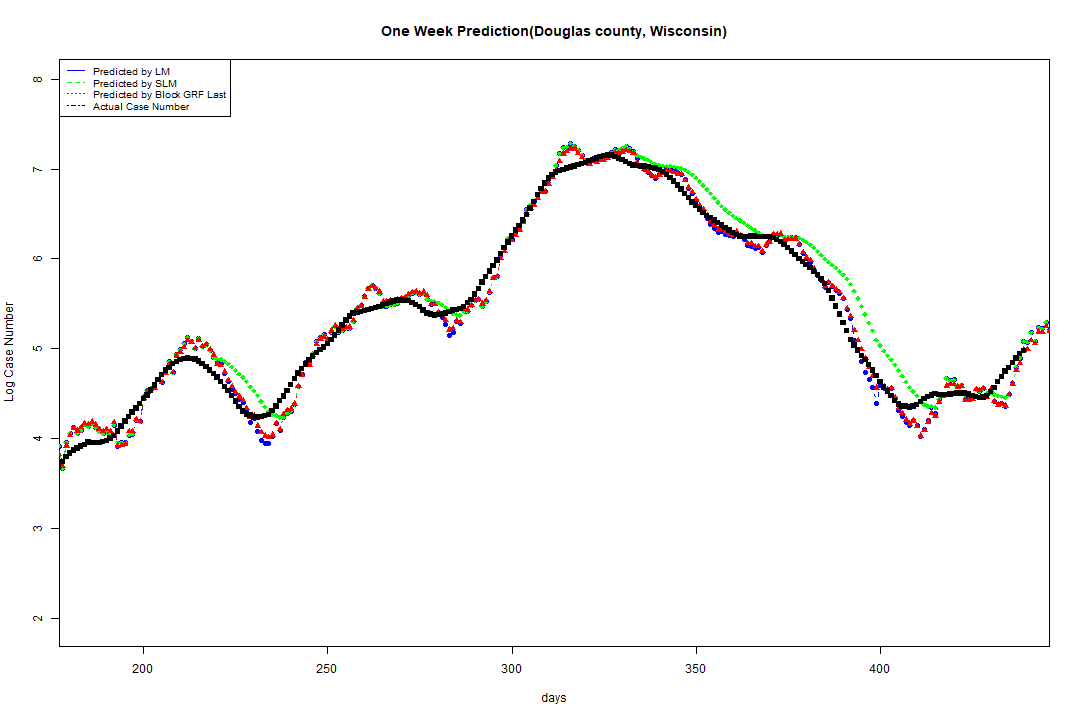 One Week Prediction(Douglas county, Wisconsin)
Predicted by LM
Predicted by SLM
Predicted by Block GRF Last
Actual Case Number
8
7
6
5
4
3
2
Log Case Number
200 250 300 350 400
days